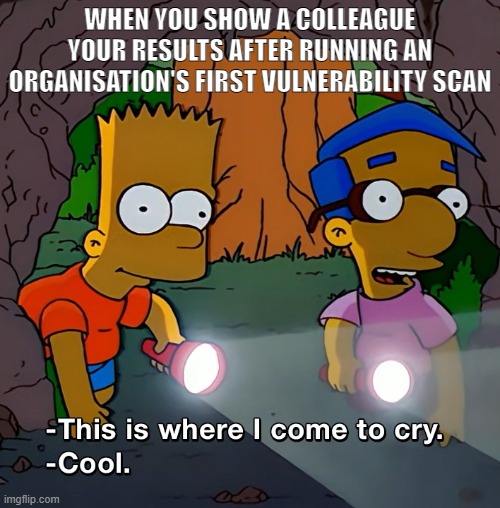 WHEN YOU SHOW A COLLEAGUE
YOUR RESULTS AFTER RUNNING AN
ORGANISATION'S FIRST VULNERABILITY SCAN
-This is where I come to cry.
-Cool.
imgflip.com